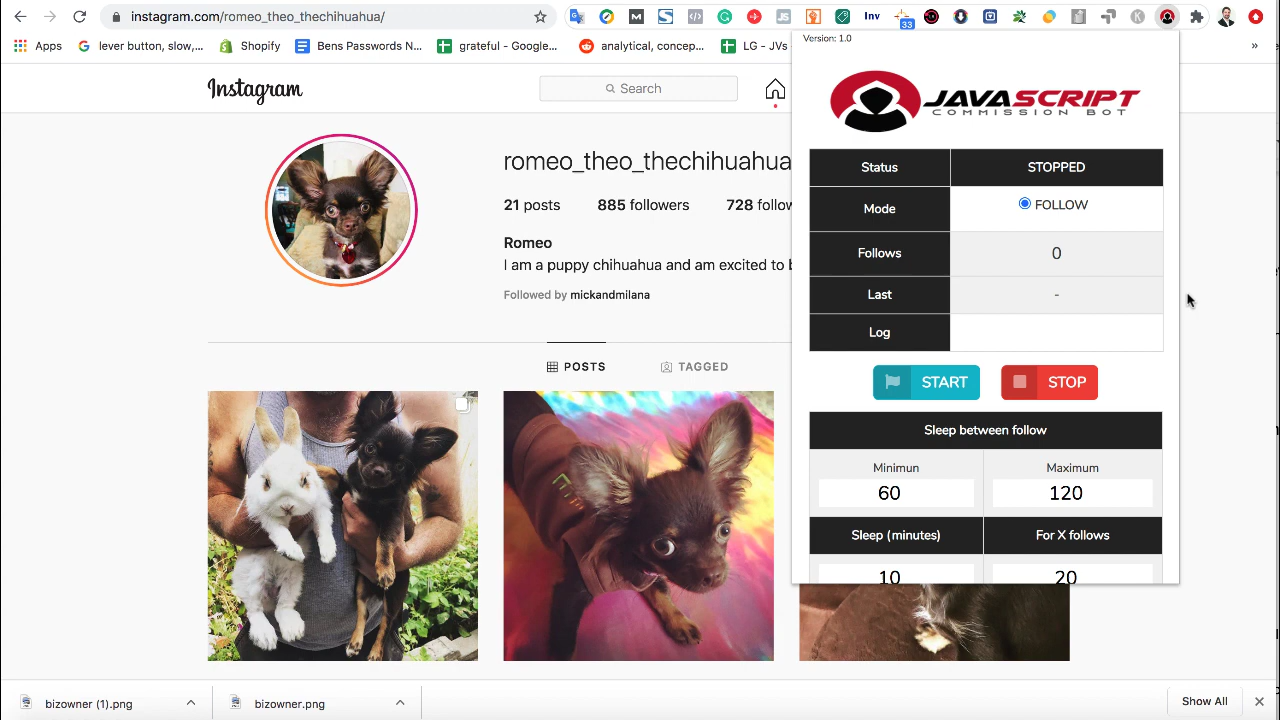 instagram.com/romeo_theo_thechihuahua/
Inv
33
Apps
lever button, slow,...
Shopify
Bens Passwords N...
grateful - Google...
analytical, concep...
LG - JVs
»
Instagram
Search
romeo_theo_thechihuahua
21 posts
885 followers
728 follow
Romeo
I am a puppy chihuahua and am excited to b
Followed by mickandmilana
POSTS
TAGGED
Version: 1.0
JAVASCRIPT
COMMISSION BOT
Status
STOPPED
Mode
FOLLOW
Follows
0
Last
-
Log
START
STOP
Sleep between follow
Minimun
Maximum
60
120
Sleep (minutes)
For X follows
10
20
bizowner (1).png
bizowner.png
Show All